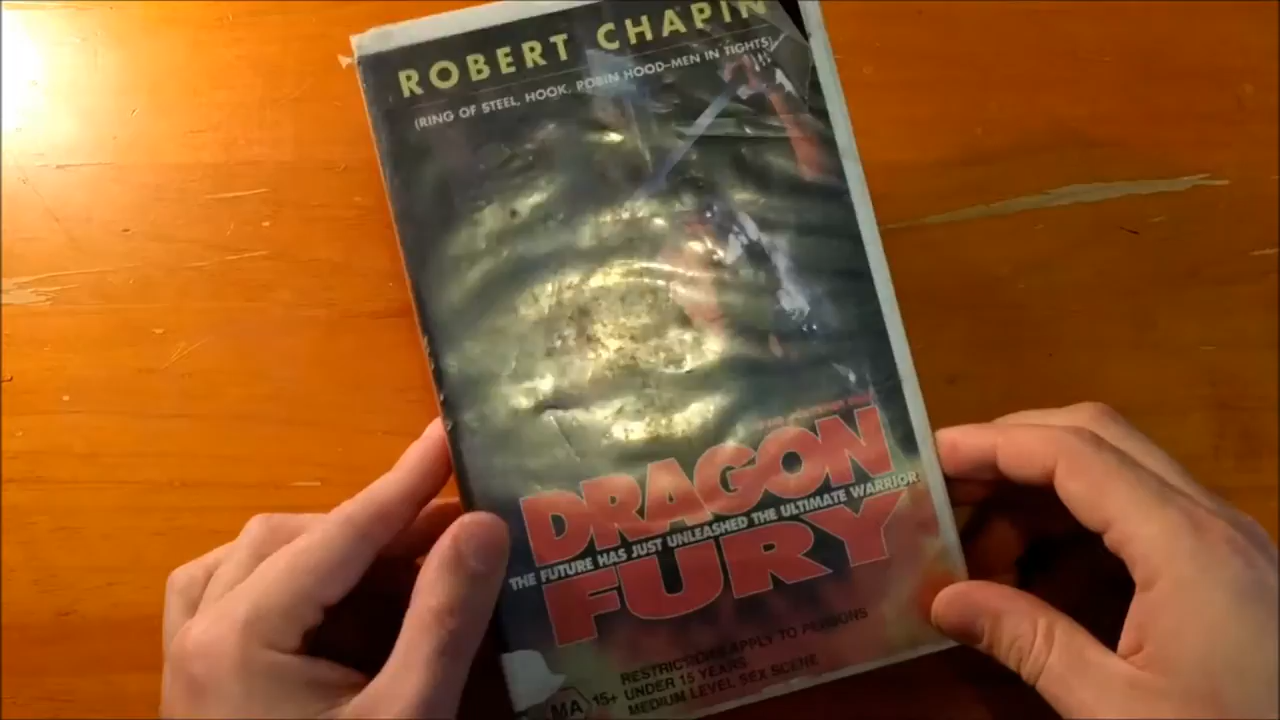 ROBERT CHAPIN
(RING OF STEEL, HOOK, ROBIN HOOD-MEN IN TIGHTS)
DRAGON
THE FUTURE HAS JUST UNLEASHED THE ULTIMATE WARRIOR
FURY
RESTRICTIONS APPLY TO PERSONS
MA 15+ UNDER 15 YEARS
MEDIUM LEVEL SEX SCENE